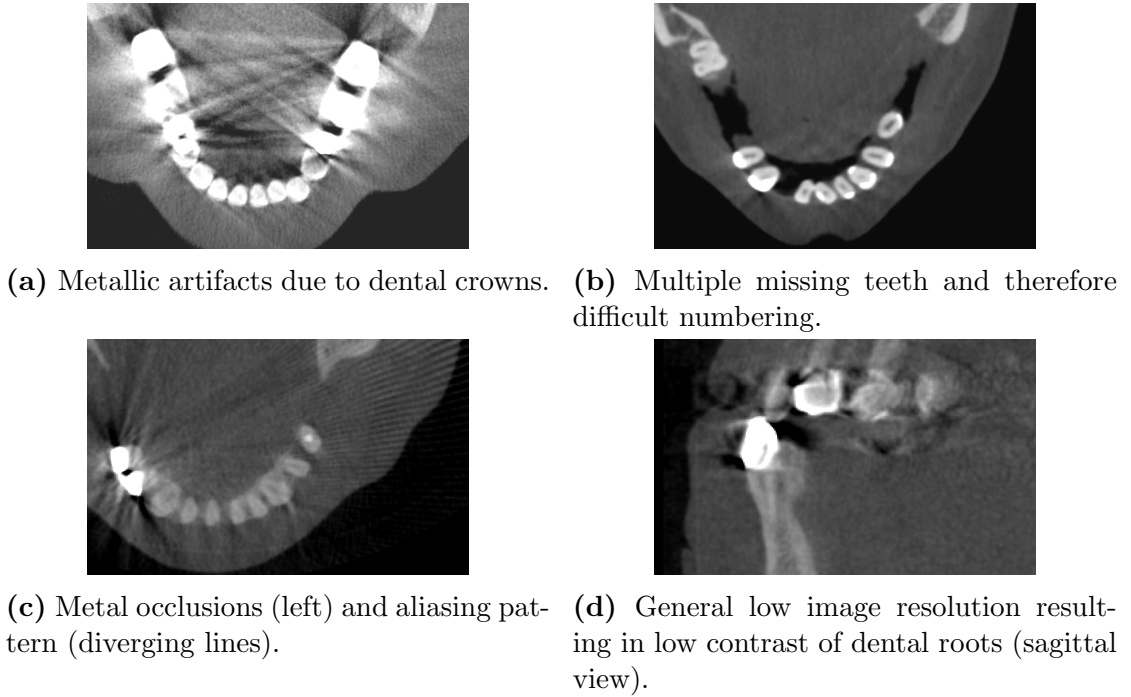 (a) Metallic artifacts due to dental crowns.
(b) Multiple missing teeth and therefore
difficult numbering.
(c) Metal occlusions (left) and aliasing pat-
tern (diverging lines).
(d) General low image resolution result-
ing in low contrast of dental roots (sagittal
view).